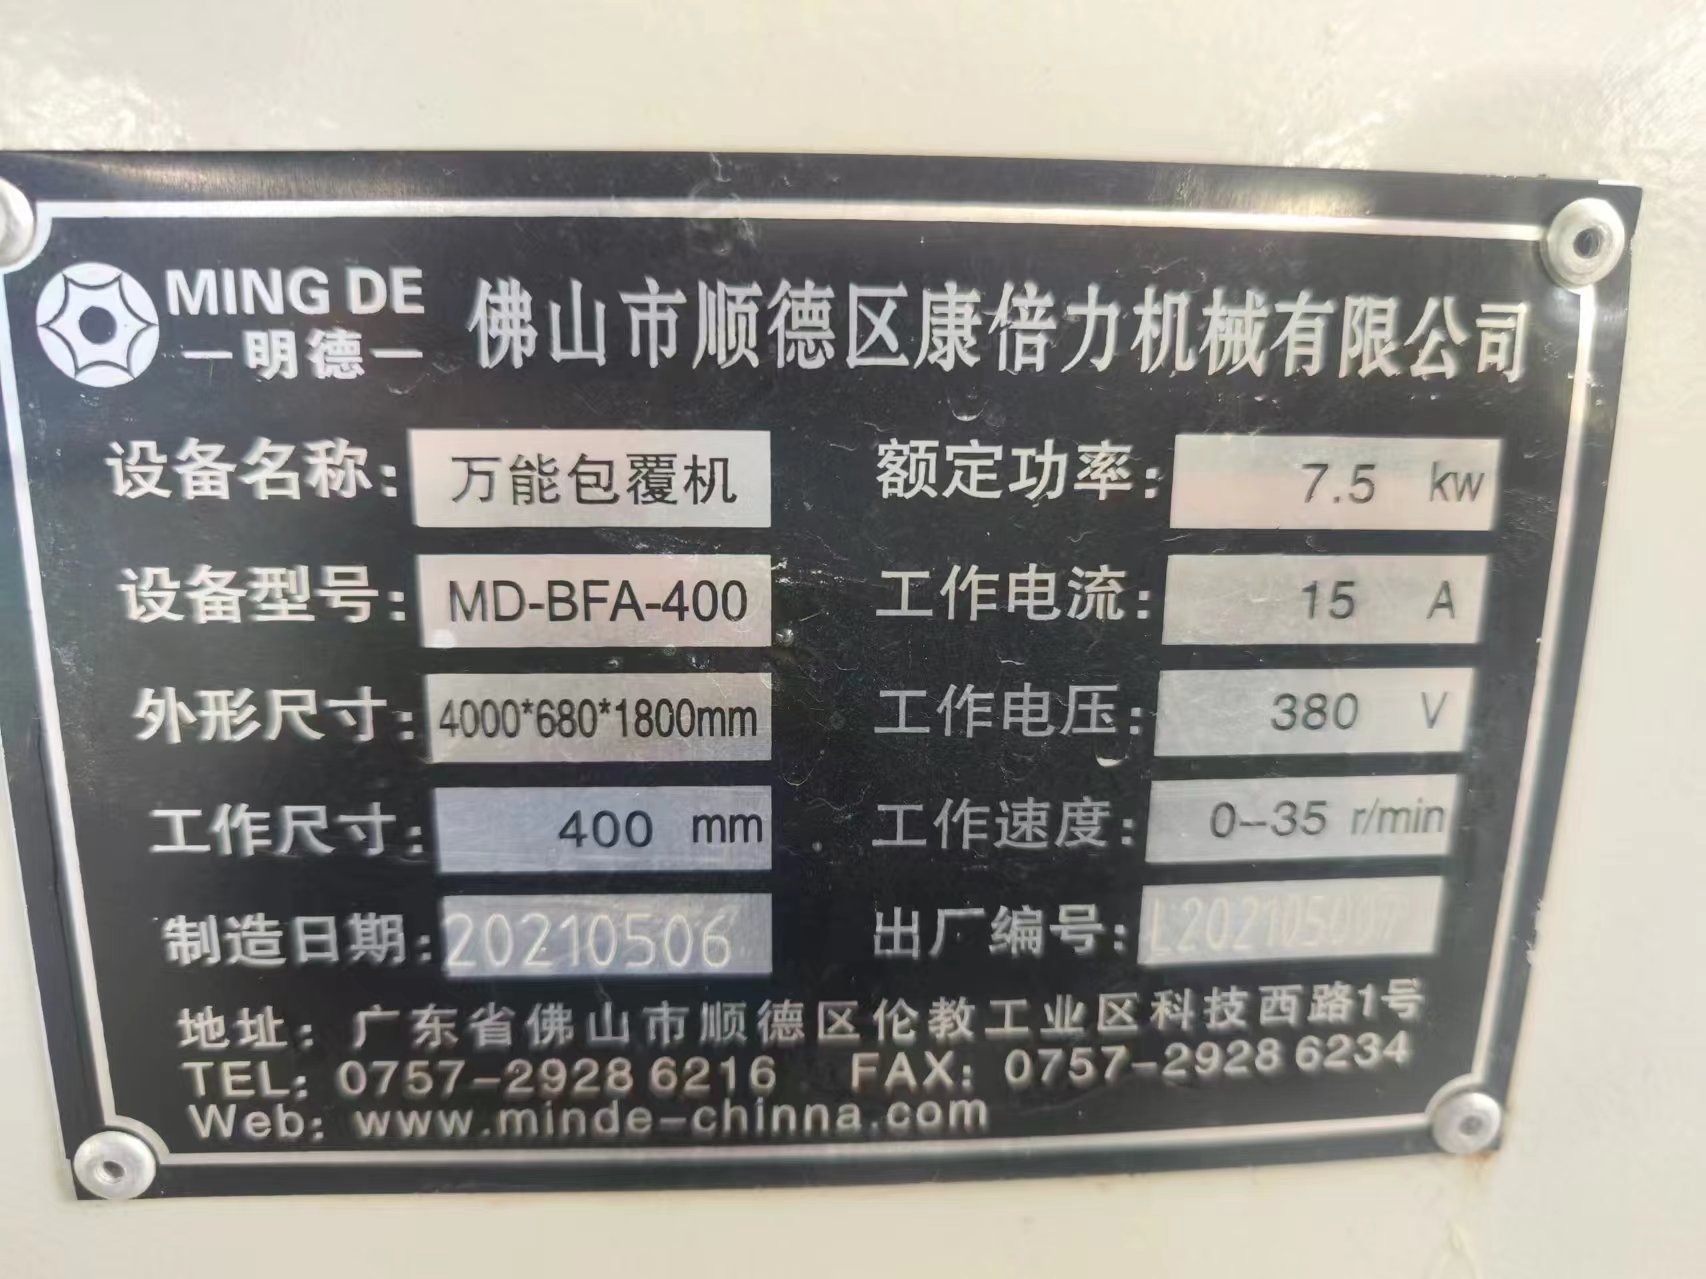 MING DE
明德
佛山市顺德区康倍力机械有限公司
设备名称: 万能包覆机 额定功率: 7.5 kw
设备型号: MD-BFA-400 工作电流: 15 A
外形尺寸: 4000*680*1800mm 工作电压: 380 V
工作尺寸: 400 mm 工作速度: 0-35 r/min
制造日期: 20210506 出厂编号: L202105007
地址: 广东省佛山市顺德区伦教工业区科技西路1号
TEL: 0757-2928 6216 FAX: 0757-2928 6234
Web: www.minde-chinna.com